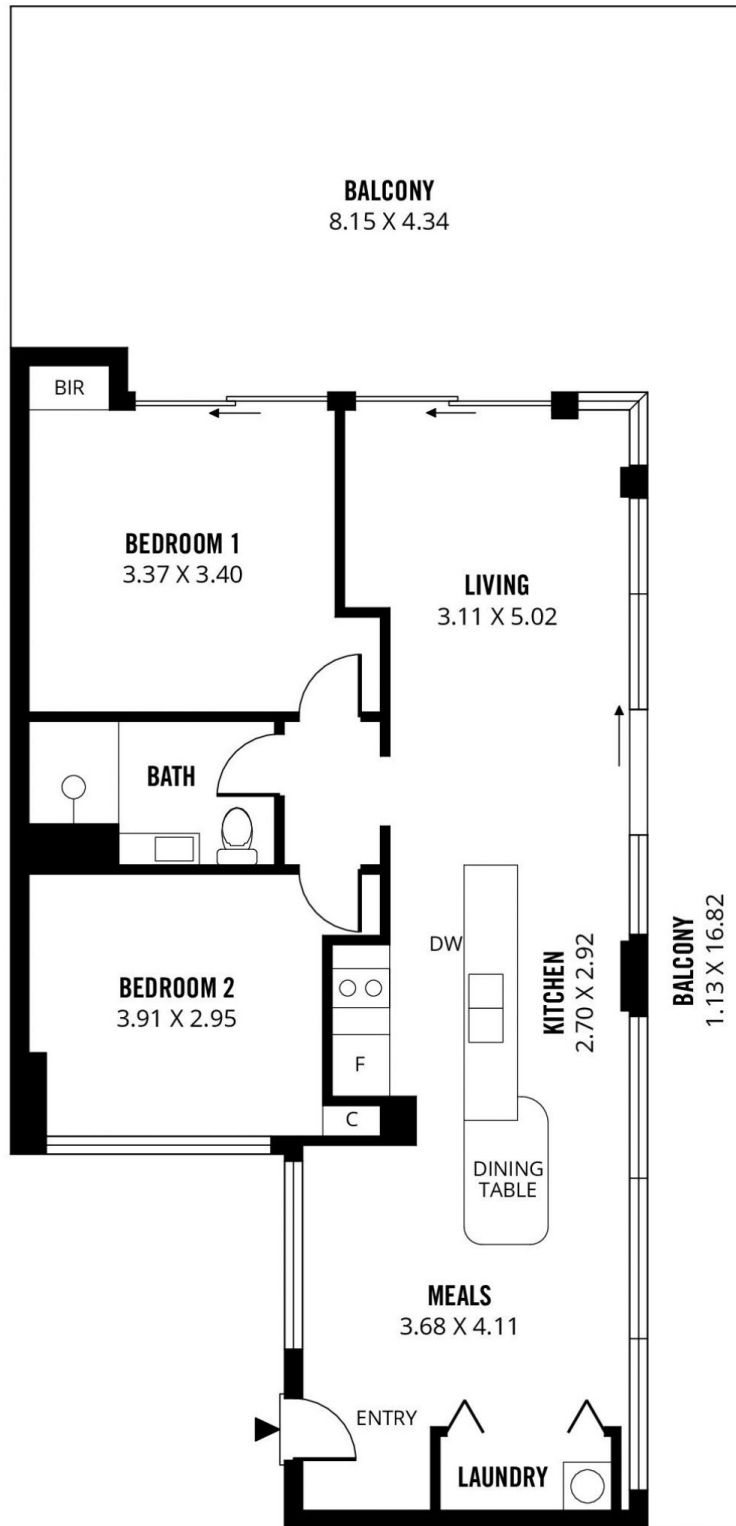 BALCONY
8.15 X 4.34
BIR
BEDROOM 1
3.37 X 3.40
LIVING
3.11 X 5.02
BATH
DW
KITCHEN
2.70 X 2.92
BALCONY
1.13 X 16.82
BEDROOM 2
3.91 X 2.95
F
C
DINING
TABLE
MEALS
3.68 X 4.11
ENTRY
LAUNDRY